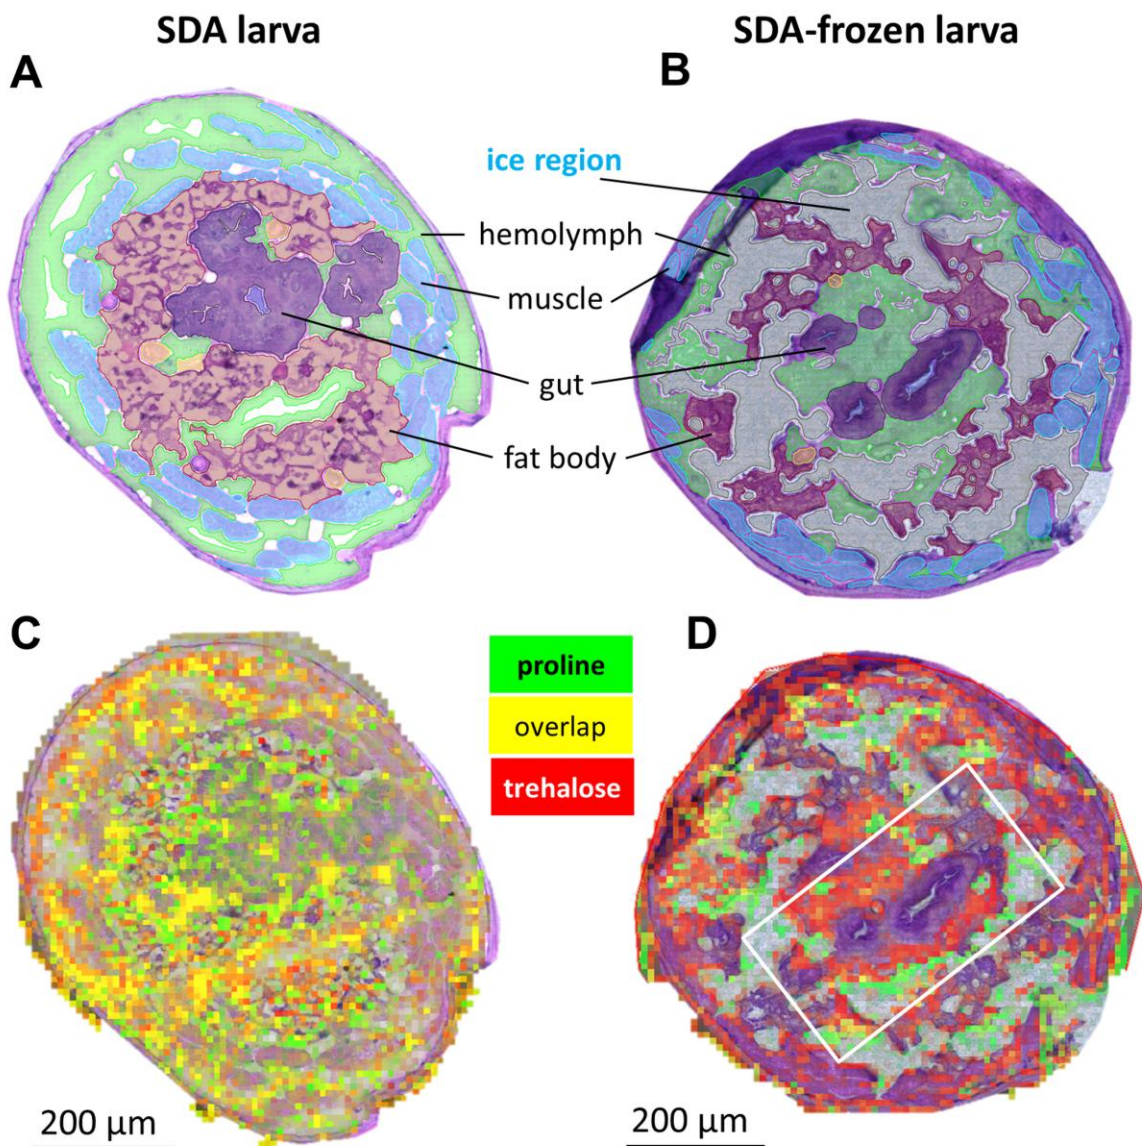 SDA larva
SDA-frozen larva
A
B
ice region
hemolymph
muscle
gut
fat body
C
D
proline
overlap
trehalose
200 µm
200 µm